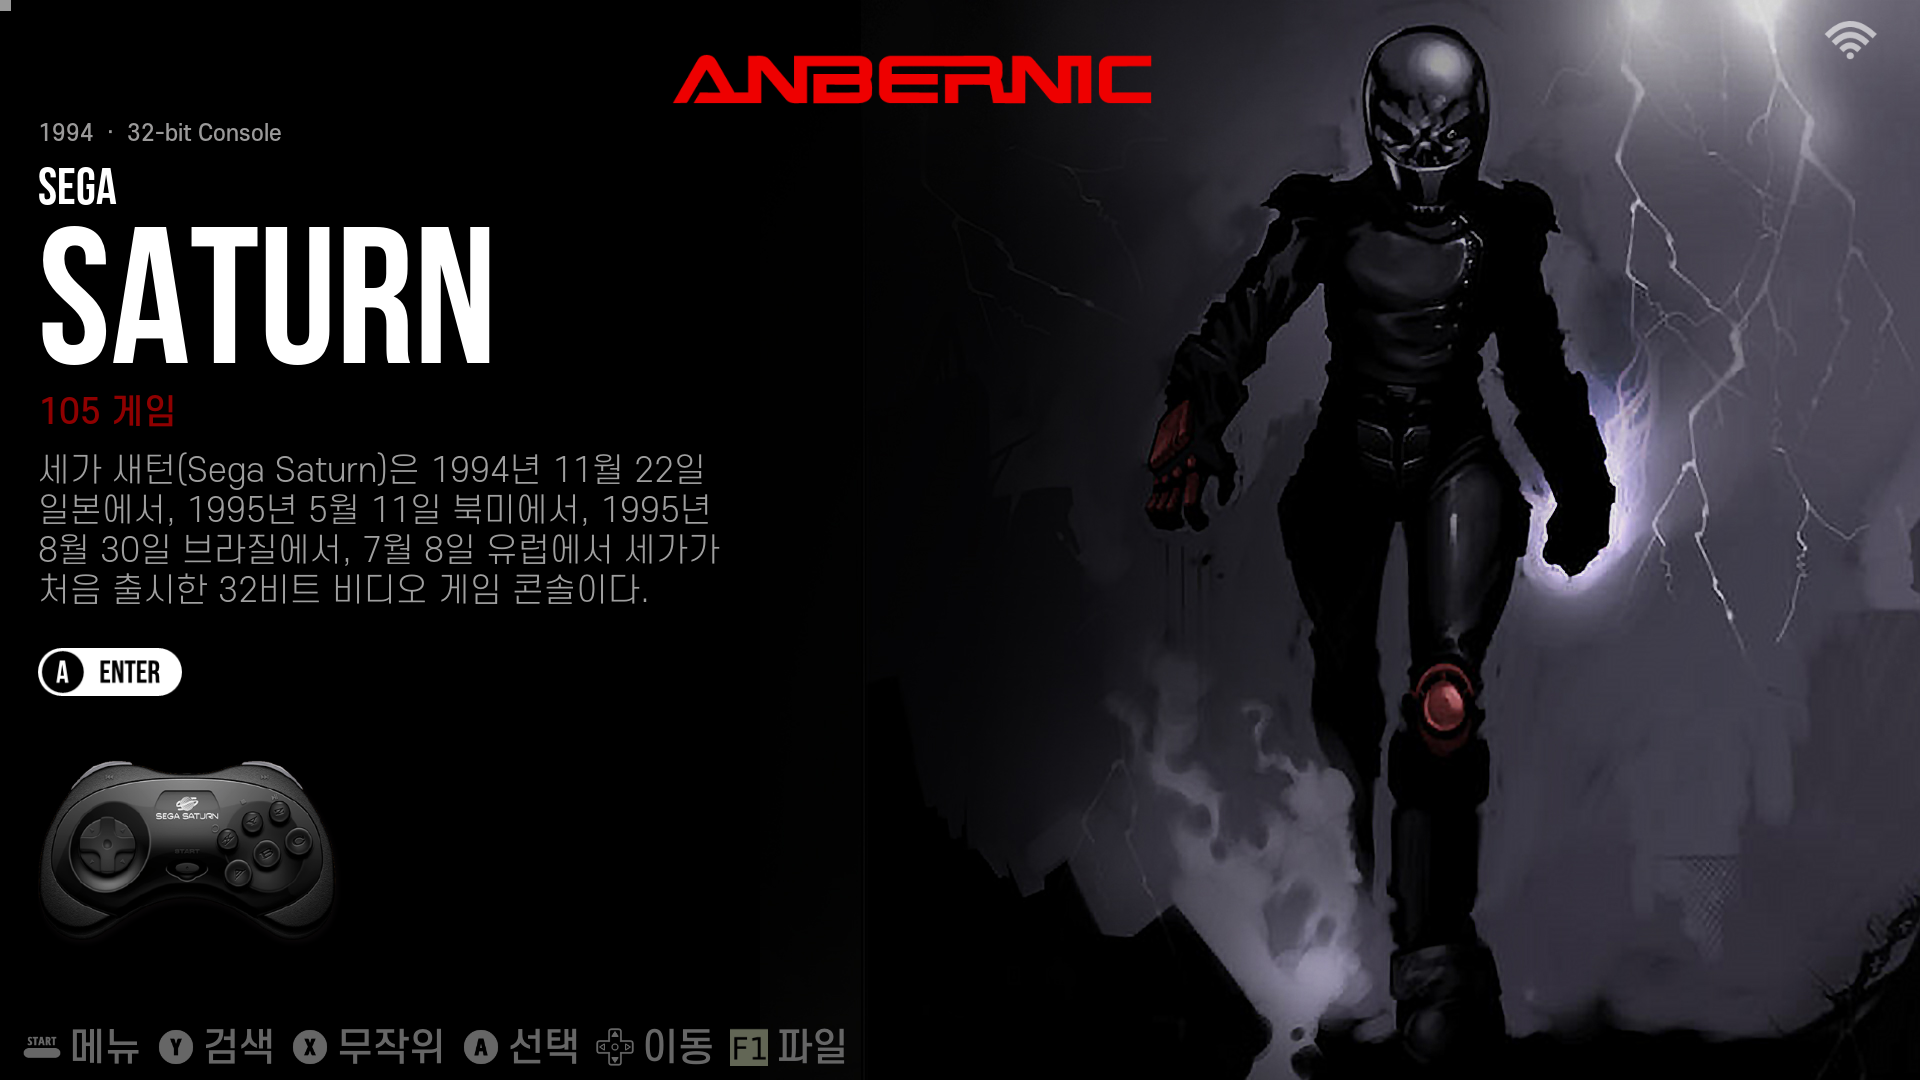 ANBERNIC
1994 · 32-bit Console
SEGA
SATURN
105 게임
세가 새턴(Sega Saturn)은 1994년 11월 22일
일본에서, 1995년 5월 11일 북미에서, 1995년
8월 30일 브라질에서, 7월 8일 유럽에서 세가가
처음 출시한 32비트 비디오 게임 콘솔이다.
A ENTER
SEGA SATURN
START
START 메뉴 Y 검색 X 무작위 A 선택 이동 F1 파일